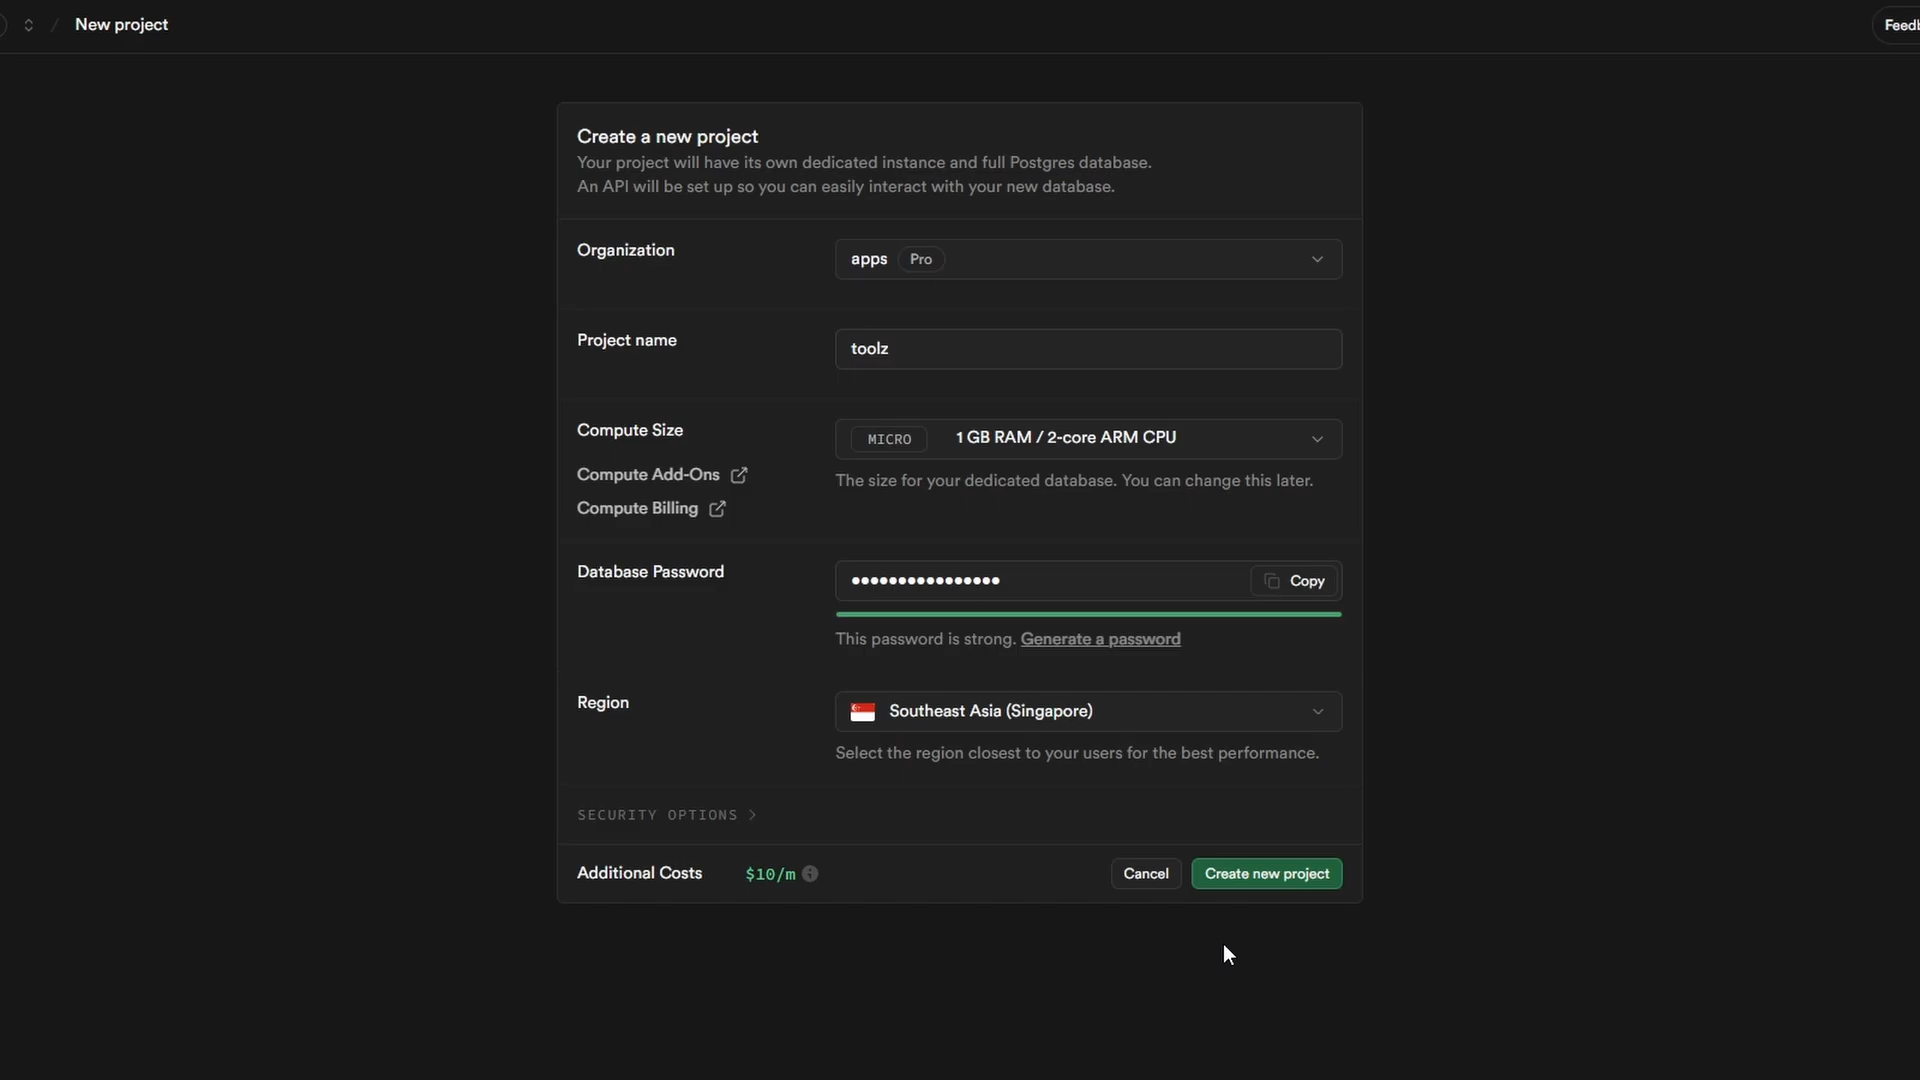 New project
Feedb
Create a new project
Your project will have its own dedicated instance and full Postgres database.
An API will be set up so you can easily interact with your new database.
Organization
apps Pro
Project name
toolz
Compute Size
MICRO 1 GB RAM / 2-core ARM CPU
Compute Add-Ons
The size for your dedicated database. You can change this later.
Compute Billing
Database Password
Copy
This password is strong. Generate a password
Region
Southeast Asia (Singapore)
Select the region closest to your users for the best performance.
SECURITY OPTIONS
Additional Costs $10/m
Cancel
Create new project